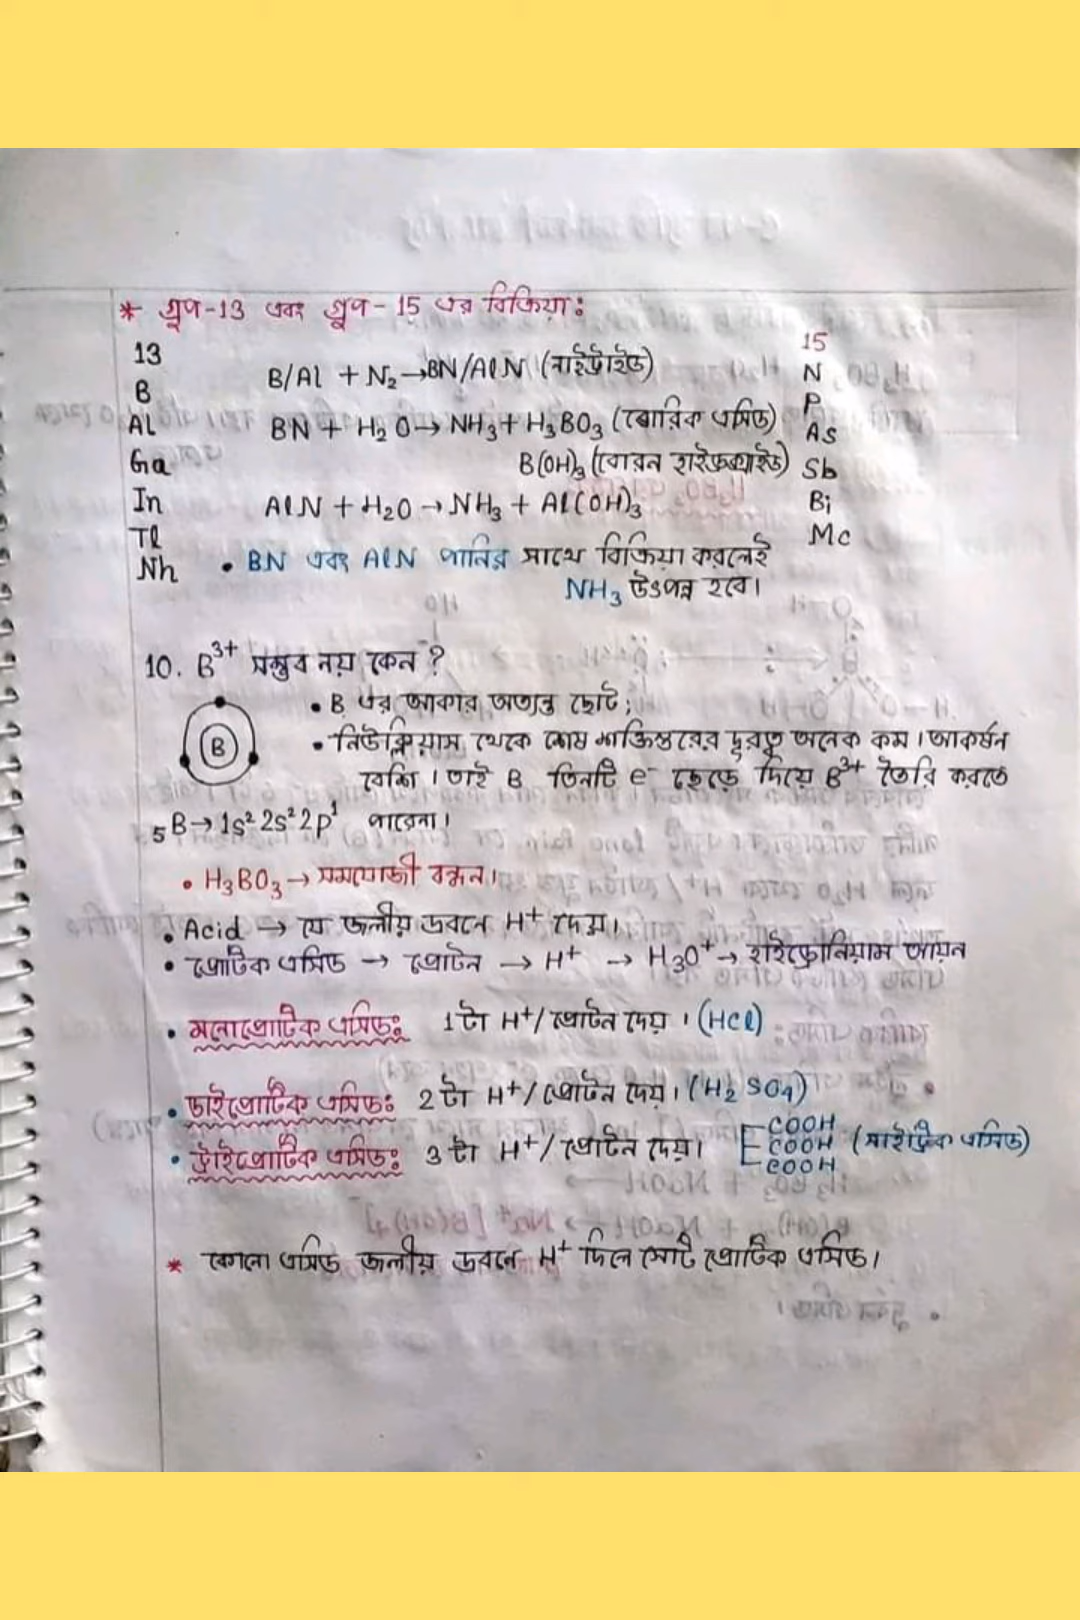 * গ্রুপ-13 এবং গ্রুপ-15 এর বিক্রিয়া:
13
B
Al
Ga
In
Tl
Nh
B/Al + N₂ → BN/AlN (নাইট্রাইড)
BN + H₂O → NH₃ + H₃BO₃ (বোরিক এসিড)
B(OH)₃ (বোরন হাইড্রক্সাইড)
AlN + H₂O → NH₃ + Al(OH)₃
15
N
P
As
Sb
Bi
Mc
• BN এবং AlN পানির সাথে বিক্রিয়া করলেই
NH₃ উৎপন্ন হবে।
10. B³⁺ সম্ভব নয় কেন ?
B
• B এর আকার অত্যন্ত ছোট;
• নিউক্লিয়াস থেকে শেষ শক্তিস্তরের দূরত্ব অনেক কম। আকর্ষন
বেশি। তাই B তিনটি e⁻ ছেড়ে দিয়ে B³⁺ তৈরি করতে
₅B → 1s² 2s² 2p¹ পারেনা।
• H₃BO₃ → সমযোজী বন্ধন।
• Acid → যে জলীয় দ্রবনে H⁺ দেয়।
• প্রোটিক এসিড → প্রোটন → H⁺ → H₃O⁺ → হাইড্রোনিয়াম আয়ন
• মনোপ্রোটিক এসিড: 1টা H⁺/প্রোটন দেয়। (HCl)
• ডাইপ্রোটিক এসিড: 2টা H⁺/প্রোটন দেয়। (H₂SO₄)
• ট্রাইপ্রোটিক এসিড: 3টা H⁺/প্রোটন দেয়।
COOH
COOH (সাইট্রিক এসিড)
COOH
* কোনো এসিড জলীয় দ্রবনে H⁺ দিলে সেটি প্রোটিক এসিড।